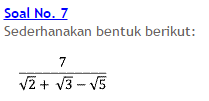 Soal No. 7
Sederhanakan bentuk berikut:
7
√2 + √3 − √5